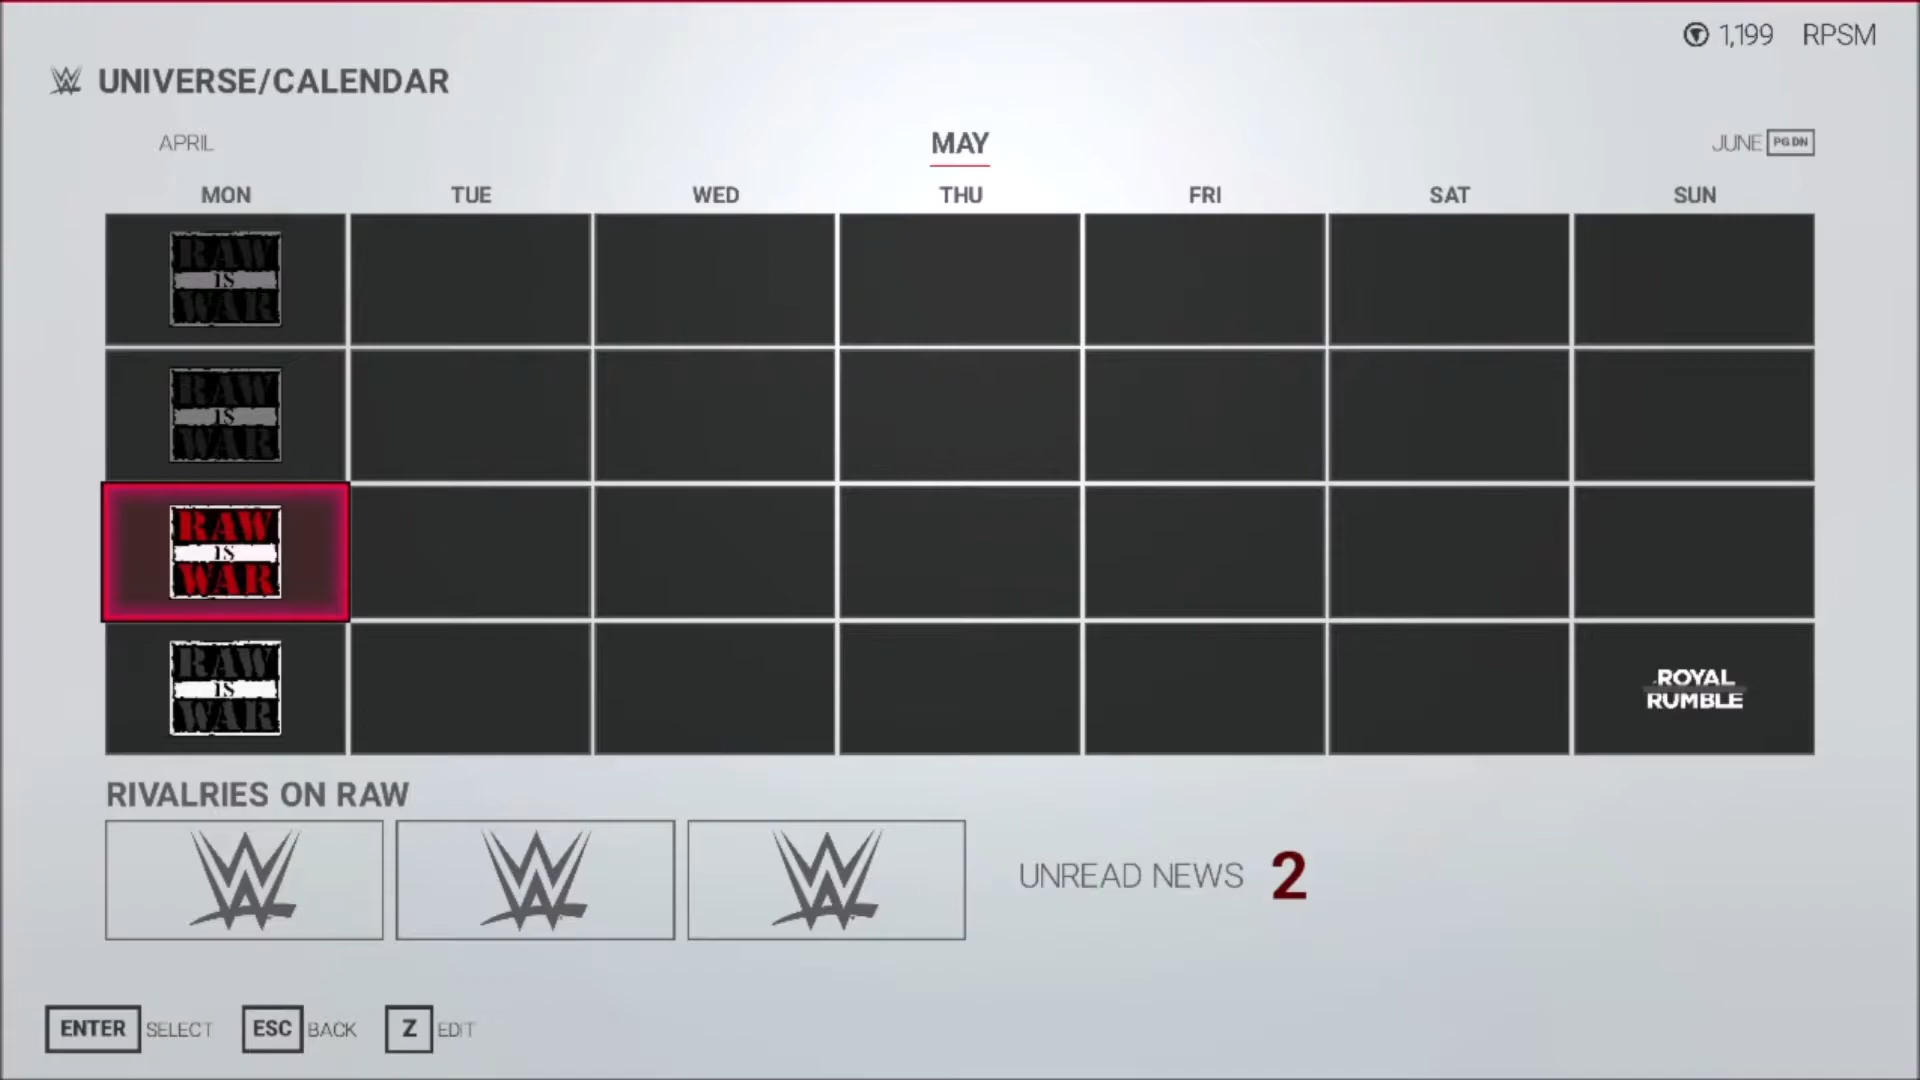 1,199 RPSM
UNIVERSE/CALENDAR
APRIL MAY JUNE PG DN
MON TUE WED THU FRI SAT SUN
RAW
IS
WAR
RAW
IS
WAR
RAW
IS
WAR
RAW
IS
WAR
ROYAL
RUMBLE
RIVALRIES ON RAW
UNREAD NEWS 2
ENTER SELECT ESC BACK Z EDIT